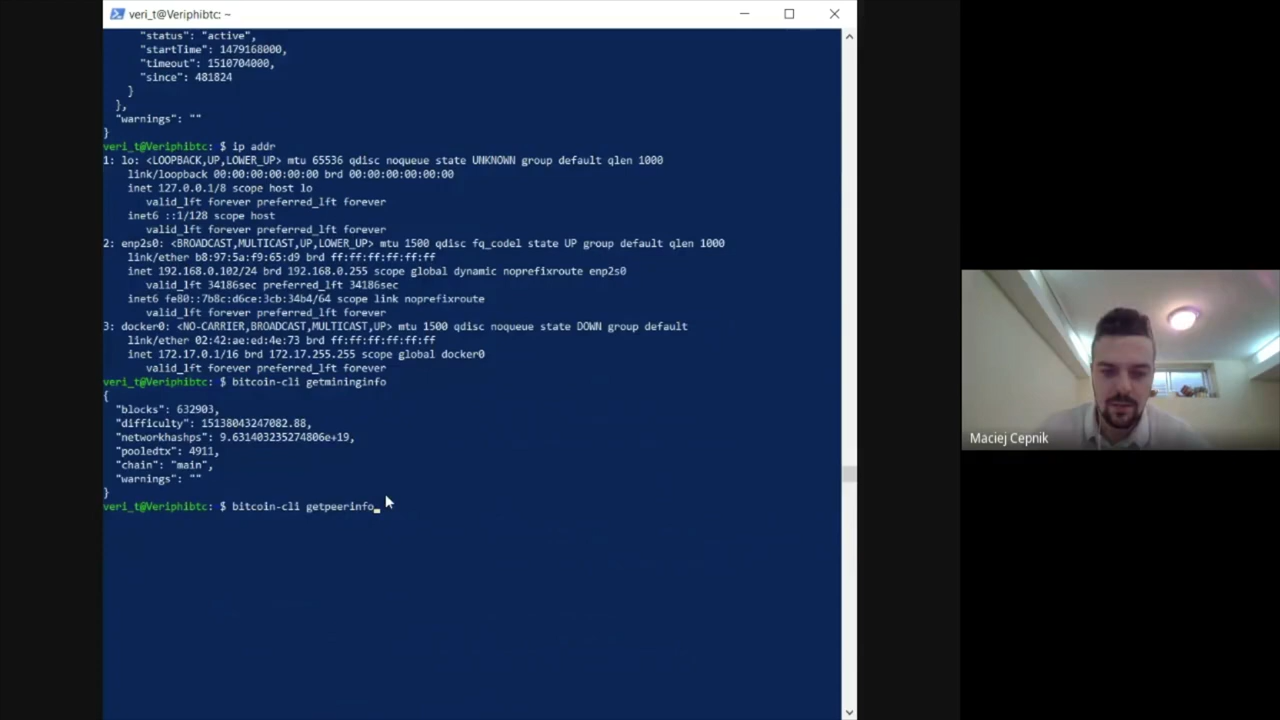 veri_t@Veriphibtc: ~
"status": "active",
"startTime": 1479168000,
"timeout": 1510704000,
"since": 481824
}
},
"warnings": ""
}
veri_t@Veriphibtc: $ ip addr
1: lo: <LOOPBACK,UP,LOWER_UP> mtu 65536 qdisc noqueue state UNKNOWN group default qlen 1000
link/loopback 00:00:00:00:00:00 brd 00:00:00:00:00:00
inet 127.0.0.1/8 scope host lo
valid_lft forever preferred_lft forever
inet6 ::1/128 scope host
valid_lft forever preferred_lft forever
2: enp2s0: <BROADCAST,MULTICAST,UP,LOWER_UP> mtu 1500 qdisc fq_codel state UP group default qlen 1000
link/ether b8:97:5a:f9:65:d9 brd ff:ff:ff:ff:ff:ff
inet 192.168.0.102/24 brd 192.168.0.255 scope global dynamic noprefixroute enp2s0
valid_lft 34186sec preferred_lft 34186sec
inet6 fe80::7b8c:d6ce:3cb:34b4/64 scope link noprefixroute
valid_lft forever preferred_lft forever
3: docker0: <NO-CARRIER,BROADCAST,MULTICAST,UP> mtu 1500 qdisc noqueue state DOWN group default
link/ether 02:42:ae:ed:4e:73 brd ff:ff:ff:ff:ff:ff
inet 172.17.0.1/16 brd 172.17.255.255 scope global docker0
valid_lft forever preferred_lft forever
veri_t@Veriphibtc: $ bitcoin-cli getmininginfo
{
"blocks": 632903,
"difficulty": 15138043247082.88,
"networkhashps": 9.631403235274806e+19,
"pooledtx": 4911,
"chain": "main",
"warnings": ""
}
veri_t@Veriphibtc: $ bitcoin-cli getpeerinfo
Maciej Cepnik